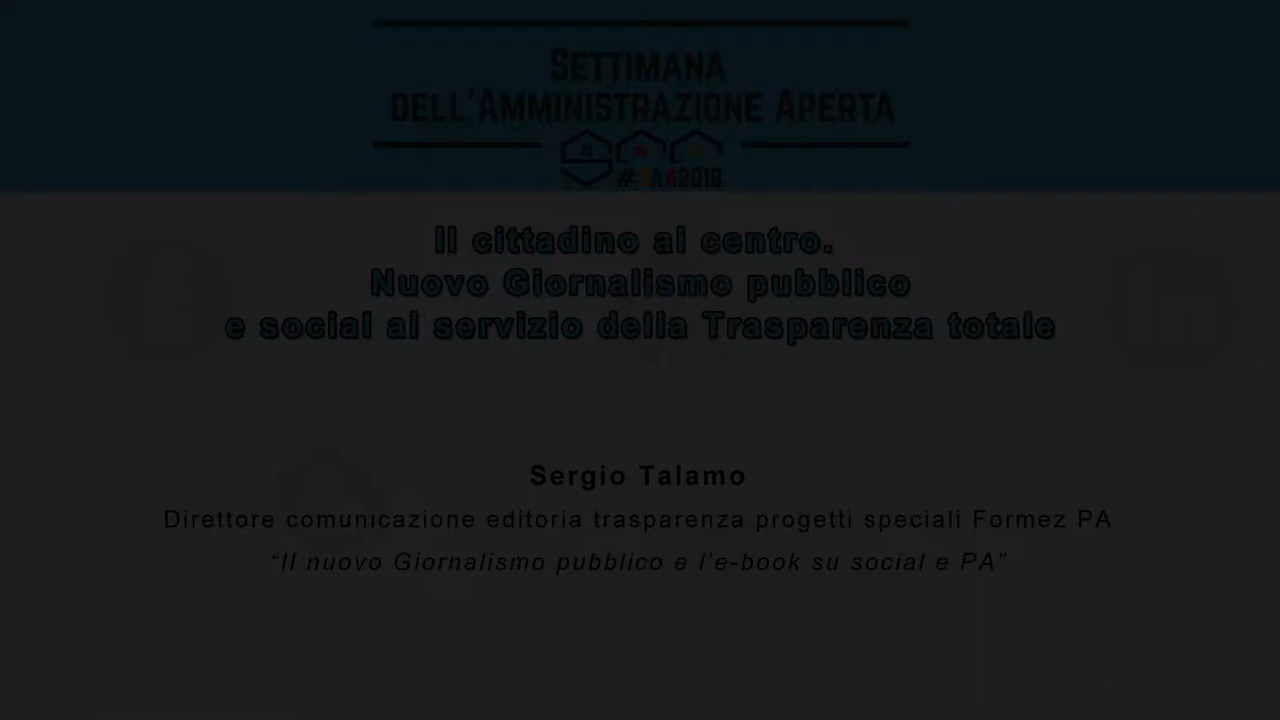 SETTIMANA
DELL'AMMINISTRAZIONE APERTA
#SAA2018
Il cittadino al centro.
Nuovo Giornalismo pubblico
e social al servizio della Trasparenza totale
Sergio Talamo
Direttore comunicazione editoria trasparenza progetti speciali Formez PA
“Il nuovo Giornalismo pubblico e l’e-book su social e PA”